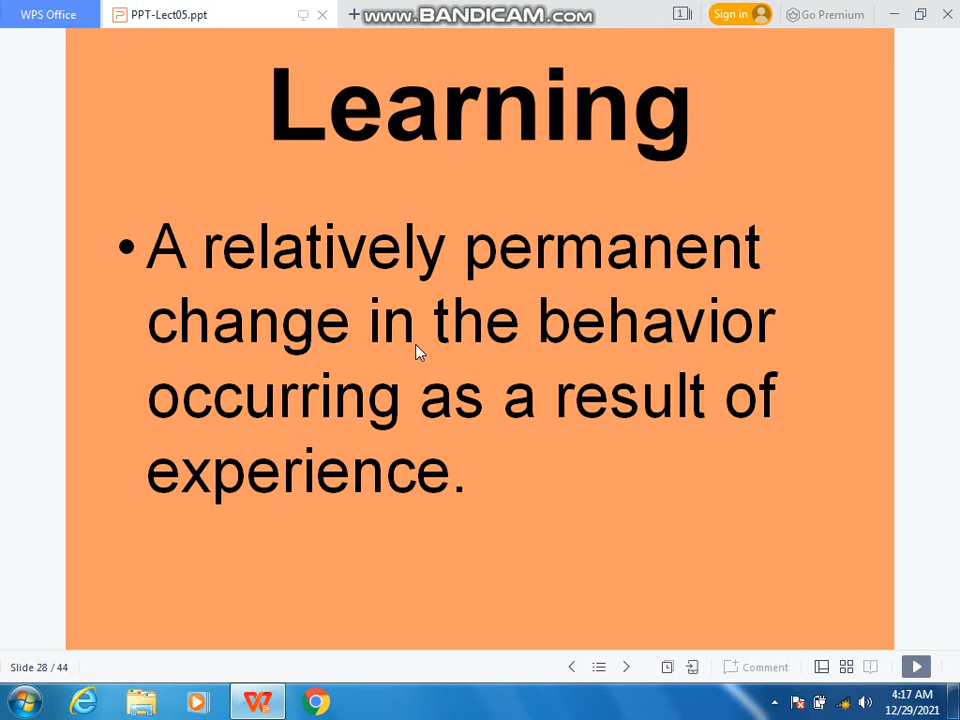 WPS Office
PPT-Lect05.ppt
www.BANDICAM.com
1
Sign in
Go Premium
Learning
• A relatively permanent
change in the behavior
occurring as a result of
experience.
Slide 28 / 44
Comment
4:17 AM
12/29/2021